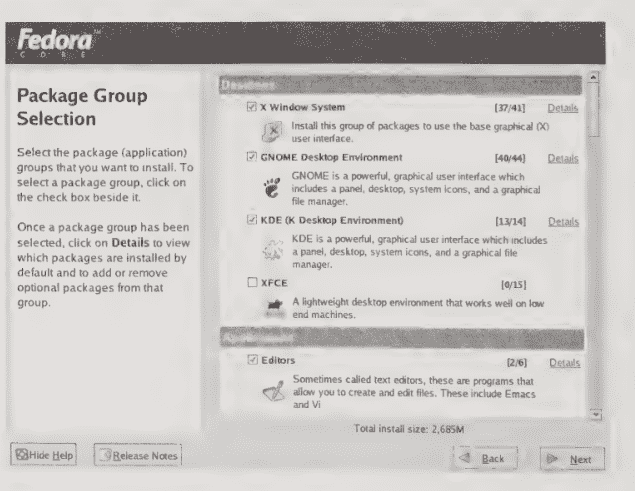 Fedora™
CORE
Package Group
Selection
Select the package (application)
groups that you want to install. To
select a package group, click on
the check box beside it.
Once a package group has been
selected, click on Details to view
which packages are installed by
default and to add or remove
optional packages from that
group.
Desktops
X Window System [37/41] Details
Install this group of packages to use the base graphical (X)
user interface.
GNOME Desktop Environment [40/44] Details
GNOME is a powerful, graphical user interface which
includes a panel, desktop, system icons, and a graphical
file manager.
KDE (K Desktop Environment) [13/14] Details
KDE is a powerful, graphical user interface which includes
a panel, desktop, system icons, and a graphical file
manager.
XFCE [0/15]
A lightweight desktop environment that works well on low
end machines.
Editors [2/6] Details
Sometimes called text editors, these are programs that
allow you to create and edit files. These include Emacs
and Vi
Total install size: 2,685M
Hide Help
Release Notes
Back
Next